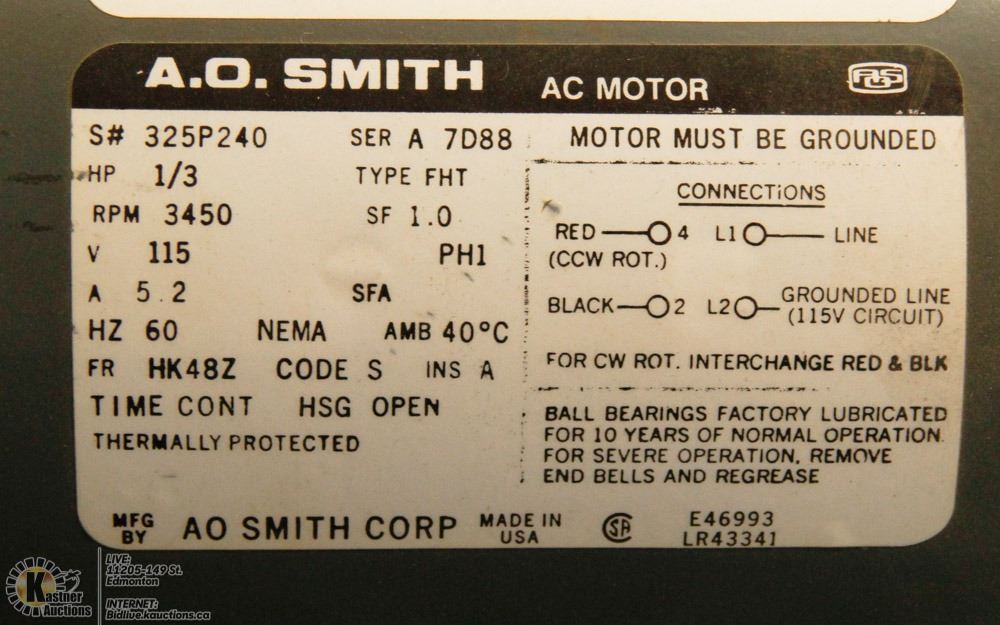 A.O. SMITH AC MOTOR AOS
S# 325P240 SER A 7D88
HP 1/3 TYPE FHT
RPM 3450 SF 1.0
V 115 PH1
A 5.2 SFA
HZ 60 NEMA AMB 40°C
FR HK48Z CODE S INS A
TIME CONT HSG OPEN
THERMALLY PROTECTED
MOTOR MUST BE GROUNDED
CONNECTIONS
RED 4 L1 LINE
(CCW ROT.)
BLACK 2 L2 GROUNDED LINE
(115V CIRCUIT)
FOR CW ROT. INTERCHANGE RED & BLK
BALL BEARINGS FACTORY LUBRICATED
FOR 10 YEARS OF NORMAL OPERATION.
FOR SEVERE OPERATION, REMOVE
END BELLS AND REGREASE
MFG BY AO SMITH CORP MADE IN USA SA E46993
LR43341
Kastner Auctions
LIVE:
11205-149 St.
Edmonton
INTERNET:
Bidlive.kauctions.ca